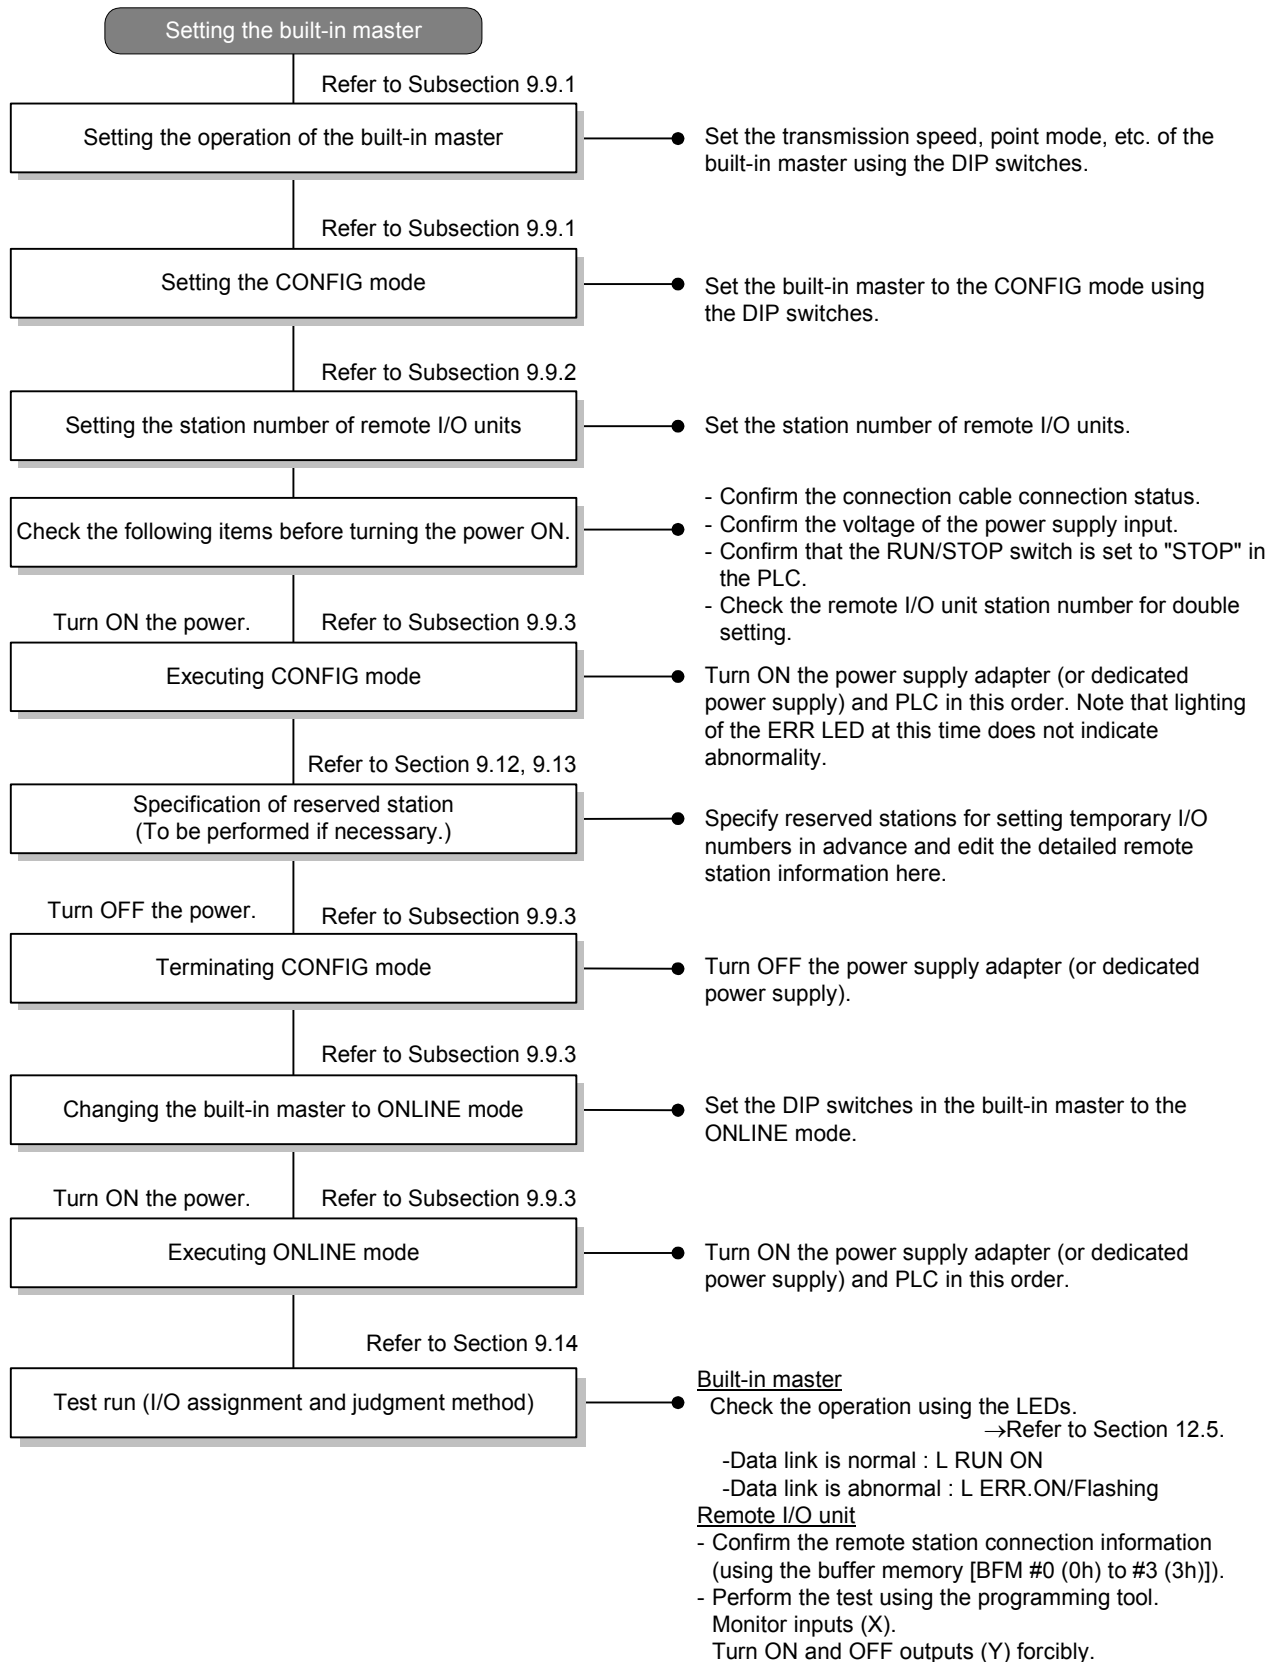 Setting the built-in master
Refer to Subsection 9.9.1
Setting the operation of the built-in master
Set the transmission speed, point mode, etc. of the
built-in master using the DIP switches.
Refer to Subsection 9.9.1
Setting the CONFIG mode
Set the built-in master to the CONFIG mode using
the DIP switches.
Refer to Subsection 9.9.2
Setting the station number of remote I/O units
Set the station number of remote I/O units.
Check the following items before turning the power ON.
- Confirm the connection cable connection status.
- Confirm the voltage of the power supply input.
- Confirm that the RUN/STOP switch is set to "STOP" in
the PLC.
- Check the remote I/O unit station number for double
setting.
Turn ON the power.
Refer to Subsection 9.9.3
Executing CONFIG mode
Turn ON the power supply adapter (or dedicated
power supply) and PLC in this order. Note that lighting
of the ERR LED at this time does not indicate
abnormality.
Refer to Section 9.12, 9.13
Specification of reserved station
(To be performed if necessary.)
Specify reserved stations for setting temporary I/O
numbers in advance and edit the detailed remote
station information here.
Turn OFF the power.
Refer to Subsection 9.9.3
Terminating CONFIG mode
Turn OFF the power supply adapter (or dedicated
power supply).
Refer to Subsection 9.9.3
Changing the built-in master to ONLINE mode
Set the DIP switches in the built-in master to the
ONLINE mode.
Turn ON the power.
Refer to Subsection 9.9.3
Executing ONLINE mode
Turn ON the power supply adapter (or dedicated
power supply) and PLC in this order.
Refer to Section 9.14
Test run (I/O assignment and judgment method)
Built-in master
Check the operation using the LEDs.
→Refer to Section 12.5.
-Data link is normal : L RUN ON
-Data link is abnormal : L ERR.ON/Flashing
Remote I/O unit
- Confirm the remote station connection information
(using the buffer memory [BFM #0 (0h) to #3 (3h)]).
- Perform the test using the programming tool.
Monitor inputs (X).
Turn ON and OFF outputs (Y) forcibly.